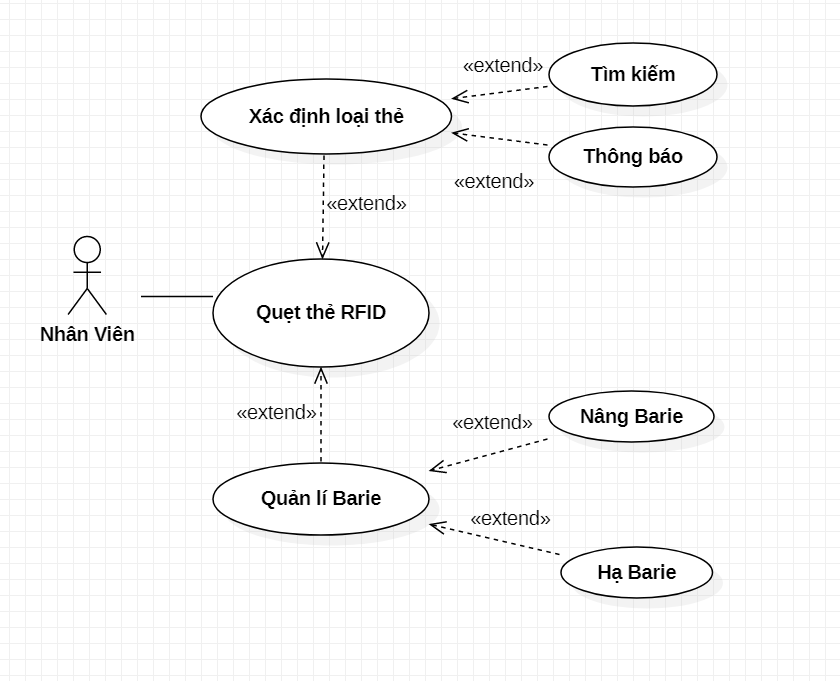 «extend»
Tìm kiếm
Xác định loại thẻ
Thông báo
«extend»
«extend»
Quẹt thẻ RFID
Nhân Viên
«extend»
«extend»
Nâng Barie
Quản lí Barie
«extend»
Hạ Barie